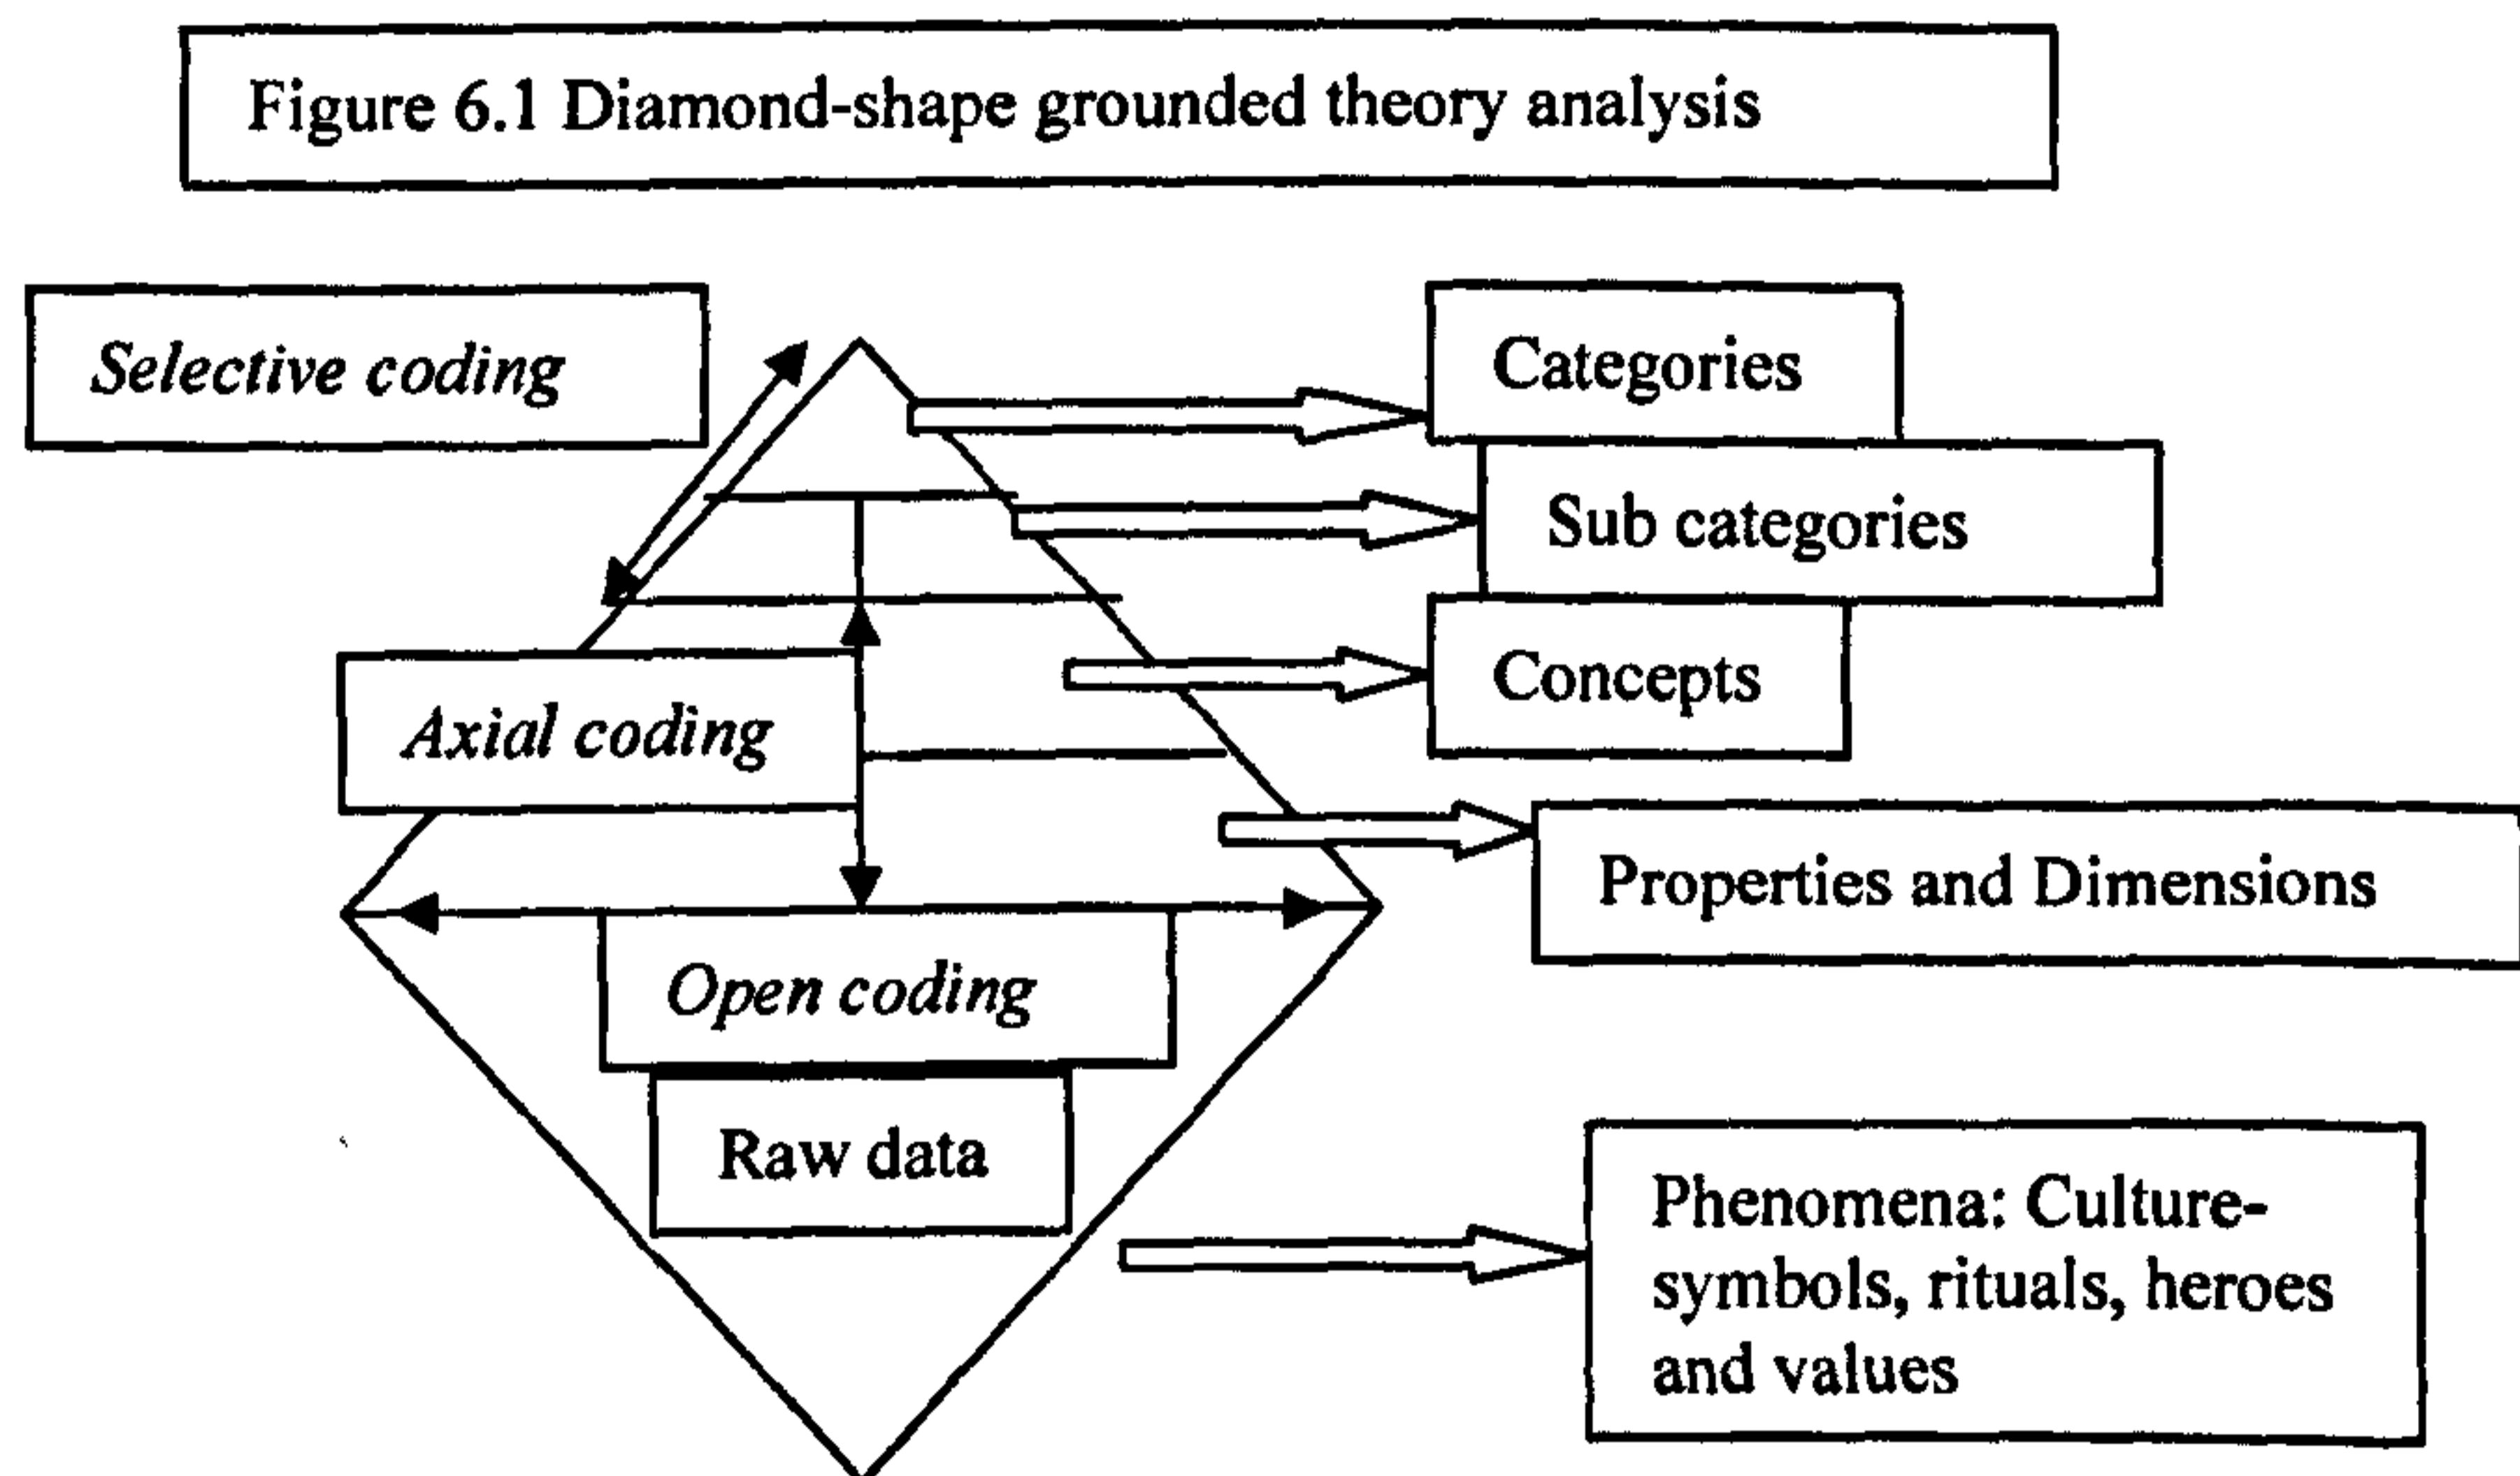 Figure 6.1 Diamond-shape grounded theory analysis
Selective coding
Categories
Sub categories
Concepts
Axial coding
Properties and Dimensions
Open coding
Raw data
Phenomena: Culture-
symbols, rituals, heroes
and values